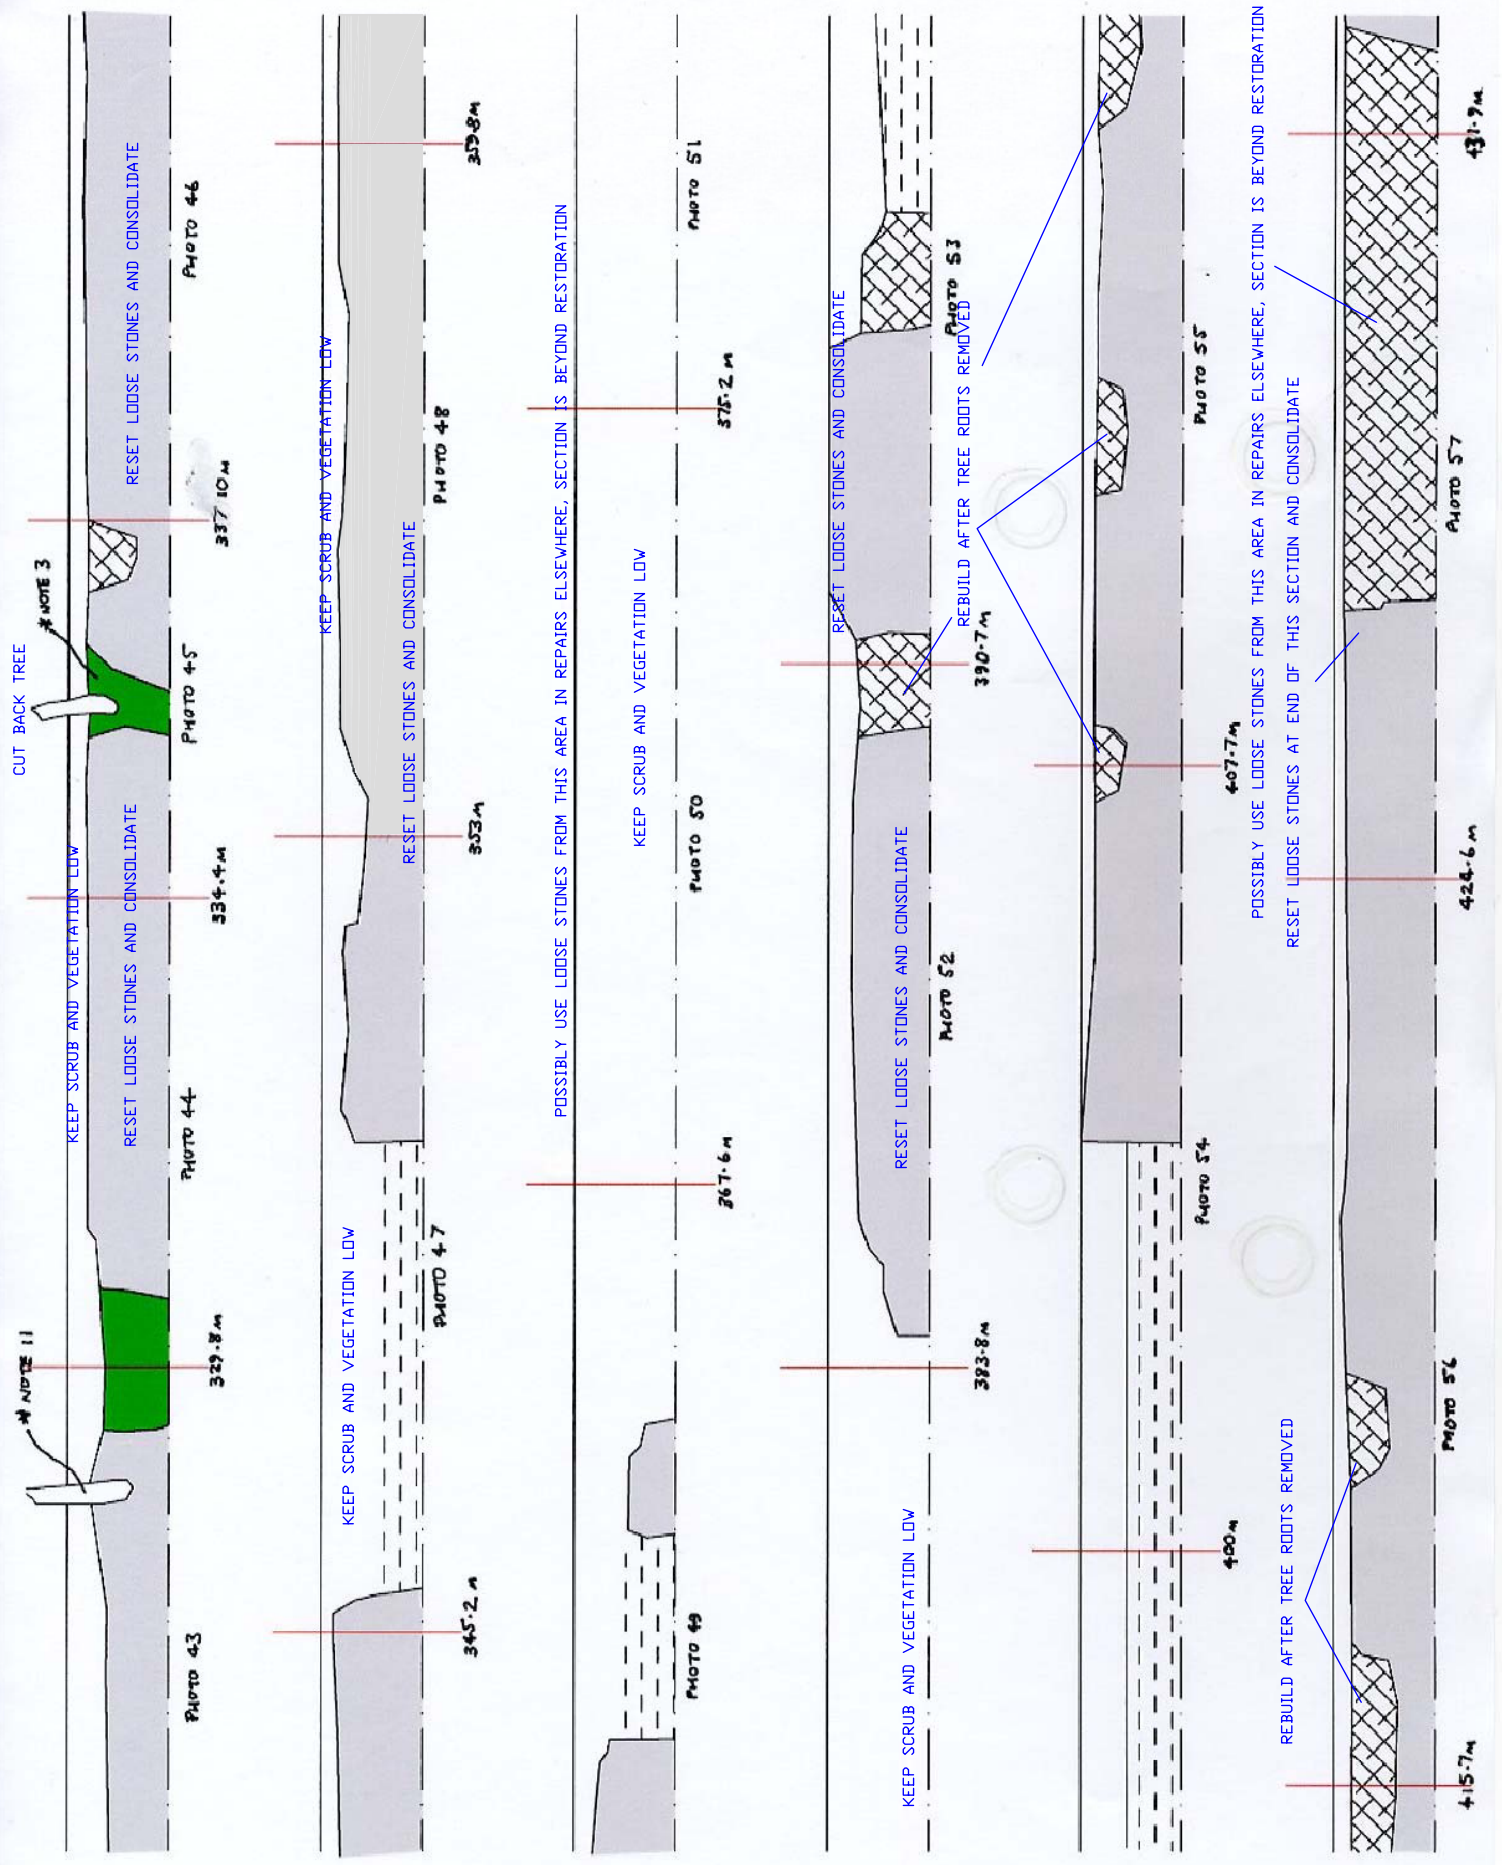 CUT BACK TREE
* NOTE 11
* NOTE 3
KEEP SCRUB AND VEGETATION LOW
RESET LOOSE STONES AND CONSOLIDATE
RESET LOOSE STONES AND CONSOLIDATE
PHOTO 43
PHOTO 44
PHOTO 45
PHOTO 46
329.8M
334.4M
337.10M
KEEP SCRUB AND VEGETATION LOW
KEEP SCRUB AND VEGETATION LOW
RESET LOOSE STONES AND CONSOLIDATE
PHOTO 47
PHOTO 48
345.2M
353M
359.8M
POSSIBLY USE LOOSE STONES FROM THIS AREA IN REPAIRS ELSEWHERE, SECTION IS BEYOND RESTORATION
KEEP SCRUB AND VEGETATION LOW
PHOTO 49
PHOTO 50
PHOTO 51
367.6M
375.2M
RESET LOOSE STONES AND CONSOLIDATE
KEEP SCRUB AND VEGETATION LOW
RESET LOOSE STONES AND CONSOLIDATE
PHOTO 52
PHOTO 53
REBUILD AFTER TREE ROOTS REMOVED
383.8M
390.7M
PHOTO 54
PHOTO 55
400M
407.7M
POSSIBLY USE LOOSE STONES FROM THIS AREA IN REPAIRS ELSEWHERE, SECTION IS BEYOND RESTORATION
REBUILD AFTER TREE ROOTS REMOVED
RESET LOOSE STONES AT END OF THIS SECTION AND CONSOLIDATE
PHOTO 56
PHOTO 57
415.7M
424.6M
431.9M